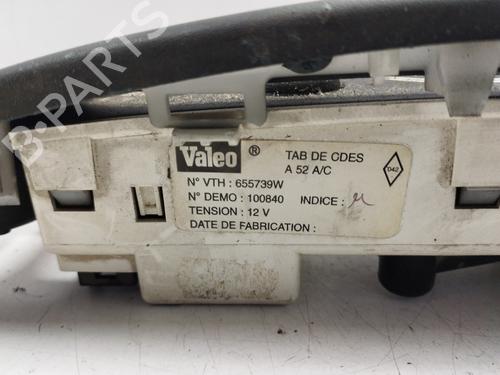 B-PARTS
Valeo ® TAB DE CDES
A 52 A/C
D42
N° VTH : 655739W
N° DEMO : 100840 INDICE :
TENSION : 12 V
DATE DE FABRICATION :